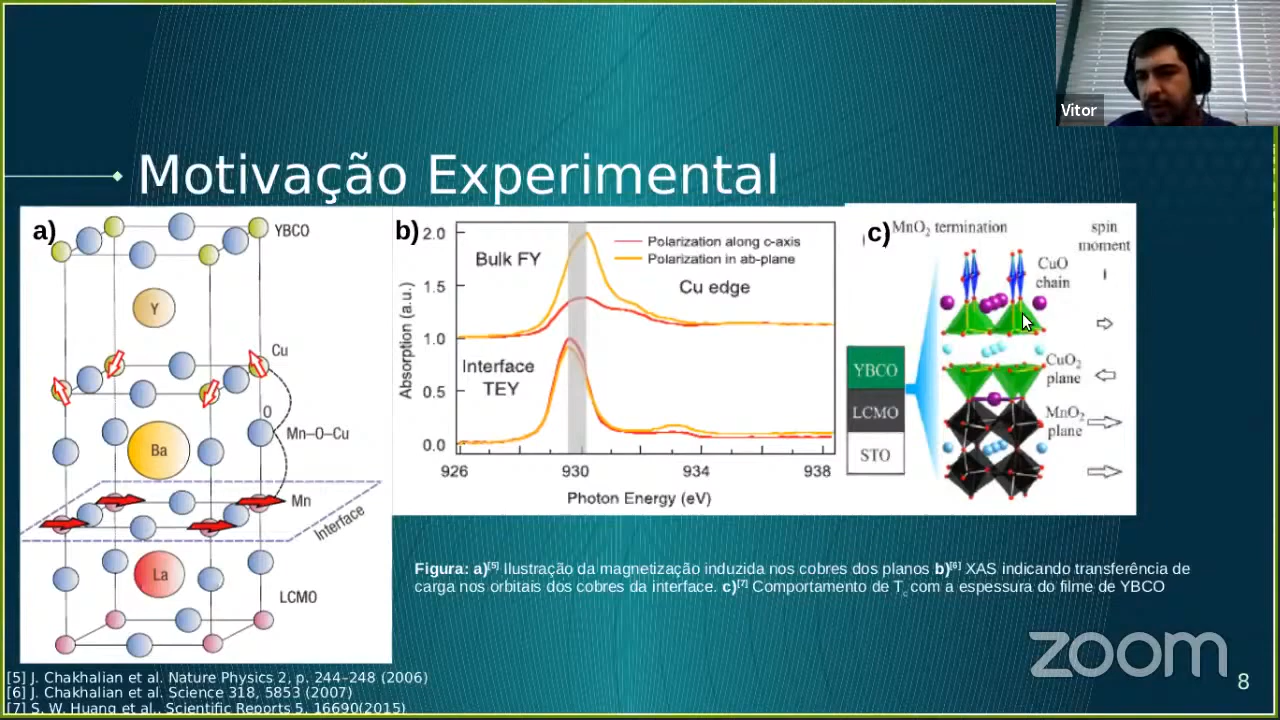 Vitor
Motivação Experimental
a)
YBCO
Y
Cu
O
Ba
Mn–O–Cu
Mn
Interface
La
LCMO
b)
2.0
1.5
1.0
0.5
0.0
Absorption (a.u.)
Bulk FY
Polarization along c-axis
Polarization in ab-plane
Cu edge
Interface
TEY
926
930
934
938
Photon Energy (eV)
c)
MnO2 termination
spin
moment
CuO
chain
CuO2
plane
MnO2
plane
YBCO
LCMO
STO
Figura: a)[5] Ilustração da magnetização induzida nos cobres dos planos b)[6] XAS indicando transferência de
carga nos orbitais dos cobres da interface. c)[7] Comportamento de Tc com a espessura do filme de YBCO
zoom
[5] J. Chakhalian et al. Nature Physics 2, p. 244–248 (2006)
[6] J. Chakhalian et al. Science 318, 5853 (2007)
[7] S. W. Huang et al., Scientific Reports 5, 16690(2015)
8